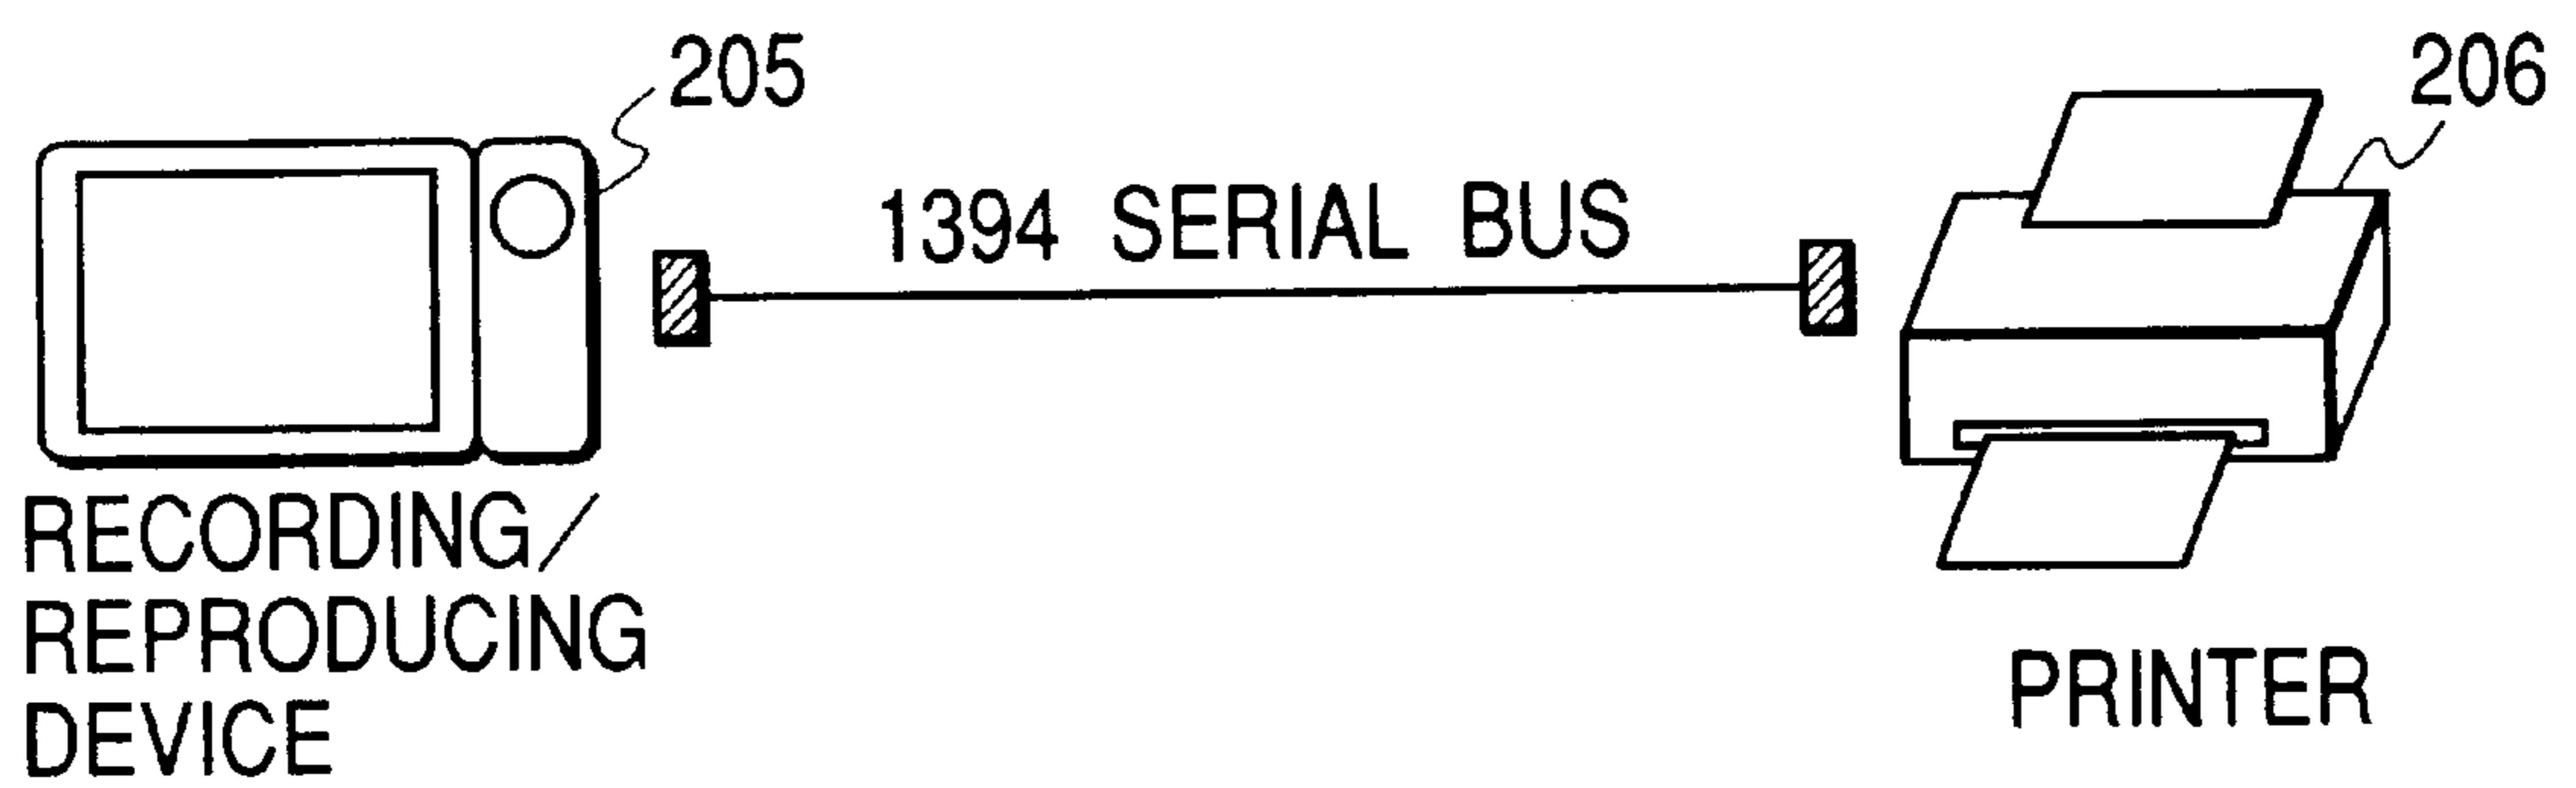 205
206
1394 SERIAL BUS
RECORDING/
REPRODUCING
DEVICE
PRINTER